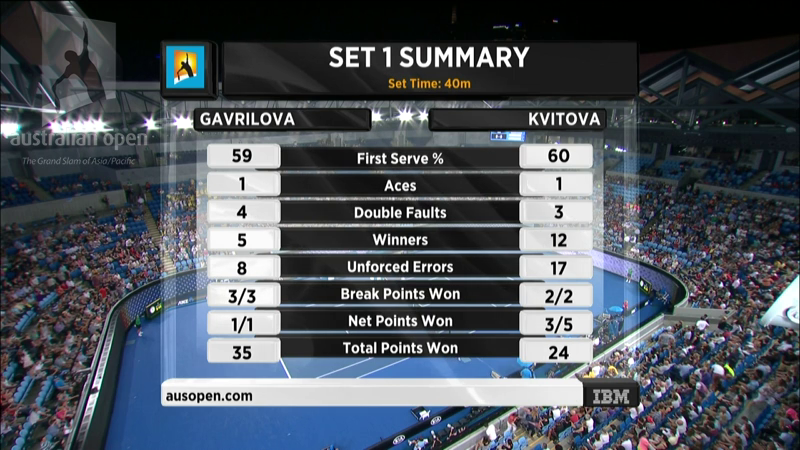 SET 1 SUMMARY
Set Time: 40m
GAVRILOVA KVITOVA
59 First Serve % 60
1 Aces 1
4 Double Faults 3
5 Winners 12
8 Unforced Errors 17
3/3 Break Points Won 2/2
1/1 Net Points Won 3/5
35 Total Points Won 24
ausopen.com IBM
australian open
The Grand Slam of Asia/Pacific